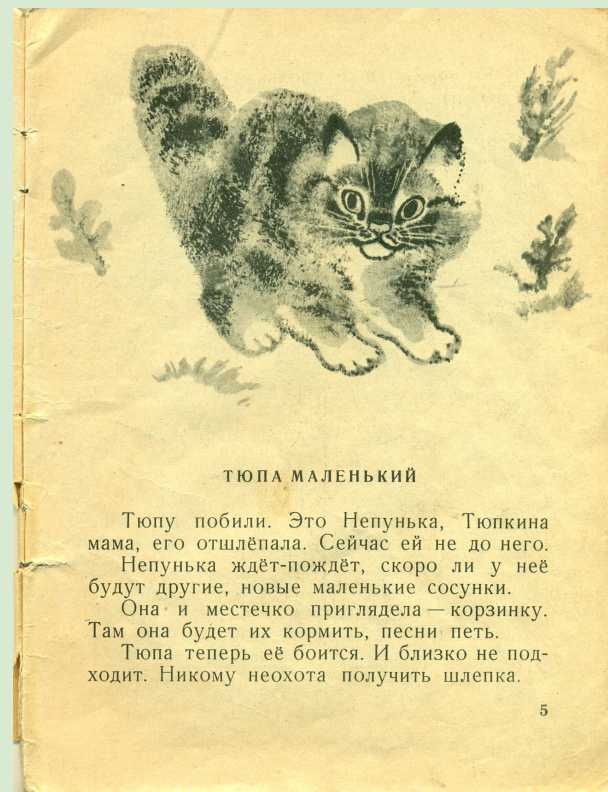 ТЮПА МАЛЕНЬКИЙ
Тюпу побили. Это Непунька, Тюпкина
мама, его отшлёпала. Сейчас ей не до него.
Непунька ждёт-пождёт, скоро ли у неё
будут другие, новые маленькие сосунки.
Она и местечко приглядела — корзинку.
Там она будет их кормить, песни петь.
Тюпа теперь её боится. И близко не под-
ходит. Никому неохота получить шлепка.
5